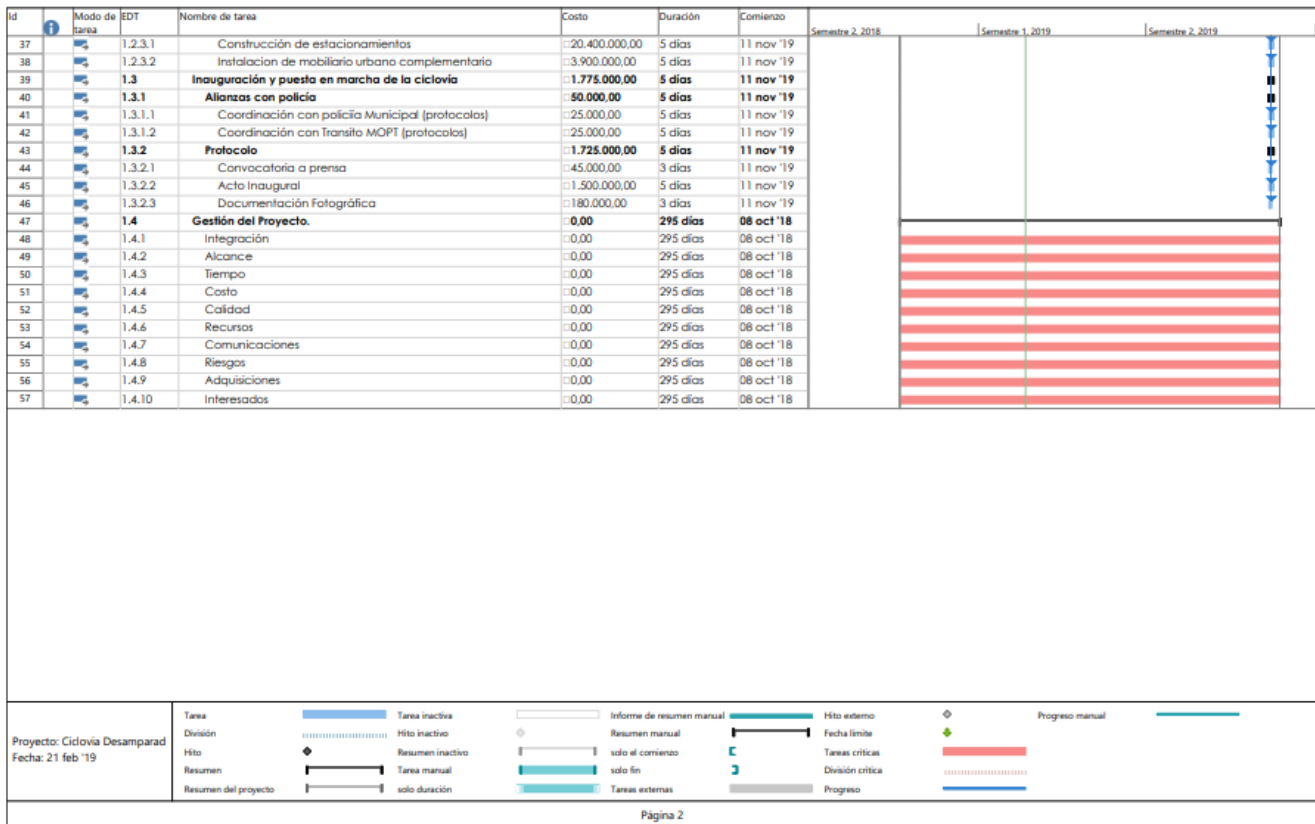 Id Modo de tarea EDT Nombre de tarea Costo Duración Comienzo Semestre 2, 2018 Semestre 1, 2019 Semestre 2, 2019
37 1.2.3.1 Construcción de estacionamientos □20.400.000,00 5 días 11 nov '19
38 1.2.3.2 Instalacion de mobiliario urbano complementario □3.900.000,00 5 días 11 nov '19
39 1.3 Inauguración y puesta en marcha de la ciclovía □1.775.000,00 5 días 11 nov '19
40 1.3.1 Alianzas con policía □50.000,00 5 días 11 nov '19
41 1.3.1.1 Coordinación con policiía Municipal (protocolos) □25.000,00 5 días 11 nov '19
42 1.3.1.2 Coordinación con Transito MOPT (protocolos) □25.000,00 5 días 11 nov '19
43 1.3.2 Protocolo □1.725.000,00 5 días 11 nov '19
44 1.3.2.1 Convocatoria a prensa □45.000,00 3 días 11 nov '19
45 1.3.2.2 Acto Inaugural □1.500.000,00 5 días 11 nov '19
46 1.3.2.3 Documentación Fotográfica □180.000,00 3 días 11 nov '19
47 1.4 Gestión del Proyecto. □0,00 295 días 08 oct '18
48 1.4.1 Integración □0,00 295 días 08 oct '18
49 1.4.2 Alcance □0,00 295 días 08 oct '18
50 1.4.3 Tiempo □0,00 295 días 08 oct '18
51 1.4.4 Costo □0,00 295 días 08 oct '18
52 1.4.5 Calidad □0,00 295 días 08 oct '18
53 1.4.6 Recursos □0,00 295 días 08 oct '18
54 1.4.7 Comunicaciones □0,00 295 días 08 oct '18
55 1.4.8 Riesgos □0,00 295 días 08 oct '18
56 1.4.9 Adquisiciones □0,00 295 días 08 oct '18
57 1.4.10 Interesados □0,00 295 días 08 oct '18
Proyecto: Ciclovia Desamparad
Fecha: 21 feb '19
Tarea Tarea inactiva Informe de resumen manual Hito externo Progreso manual
División Hito inactivo Resumen manual Fecha límite
Hito Resumen inactivo solo el comienzo Tareas críticas
Resumen Tarea manual solo fin División crítica
Resumen del proyecto solo duración Tareas externas Progreso
Página 2